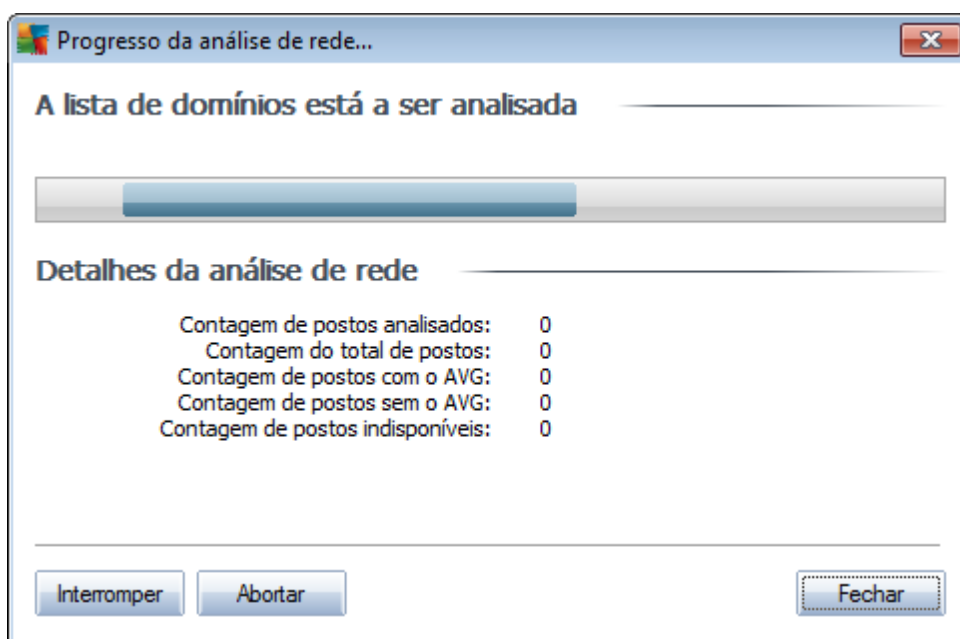 Progresso da análise de rede...
A lista de domínios está a ser analisada
Detalhes da análise de rede
Contagem de postos analisados: 0
Contagem do total de postos: 0
Contagem de postos com o AVG: 0
Contagem de postos sem o AVG: 0
Contagem de postos indisponíveis: 0
Interromper Abortar Fechar